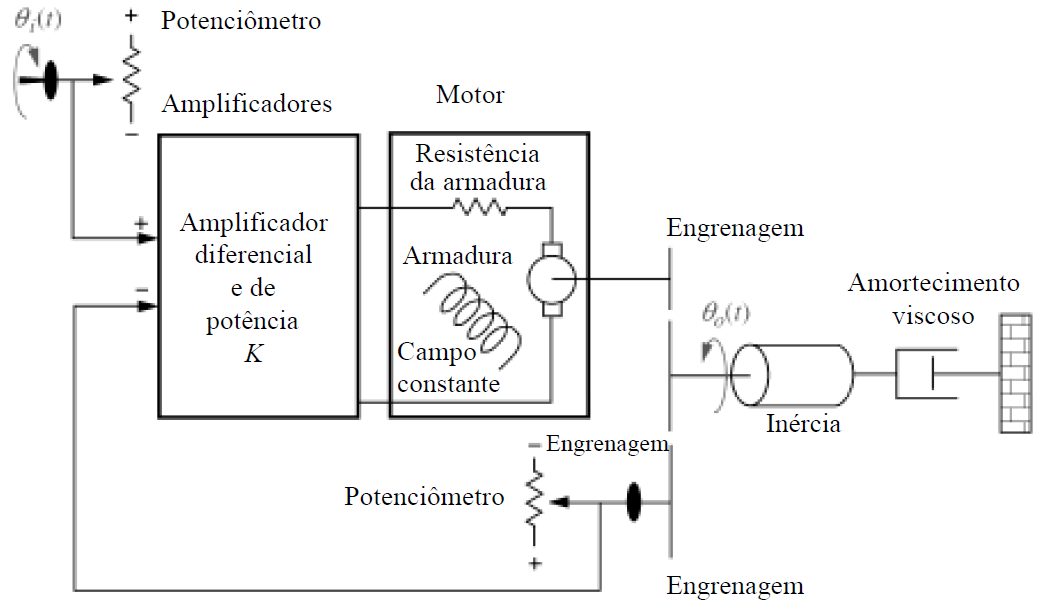 θi(t)
+
Potenciômetro
−
Amplificadores
Motor
Resistência
da armadura
+
Amplificador
diferencial
e de
potência
K
−
Armadura
Campo
constante
Engrenagem
θo(t)
Amortecimento
viscoso
Inércia
− Engrenagem
Potenciômetro
+
Engrenagem